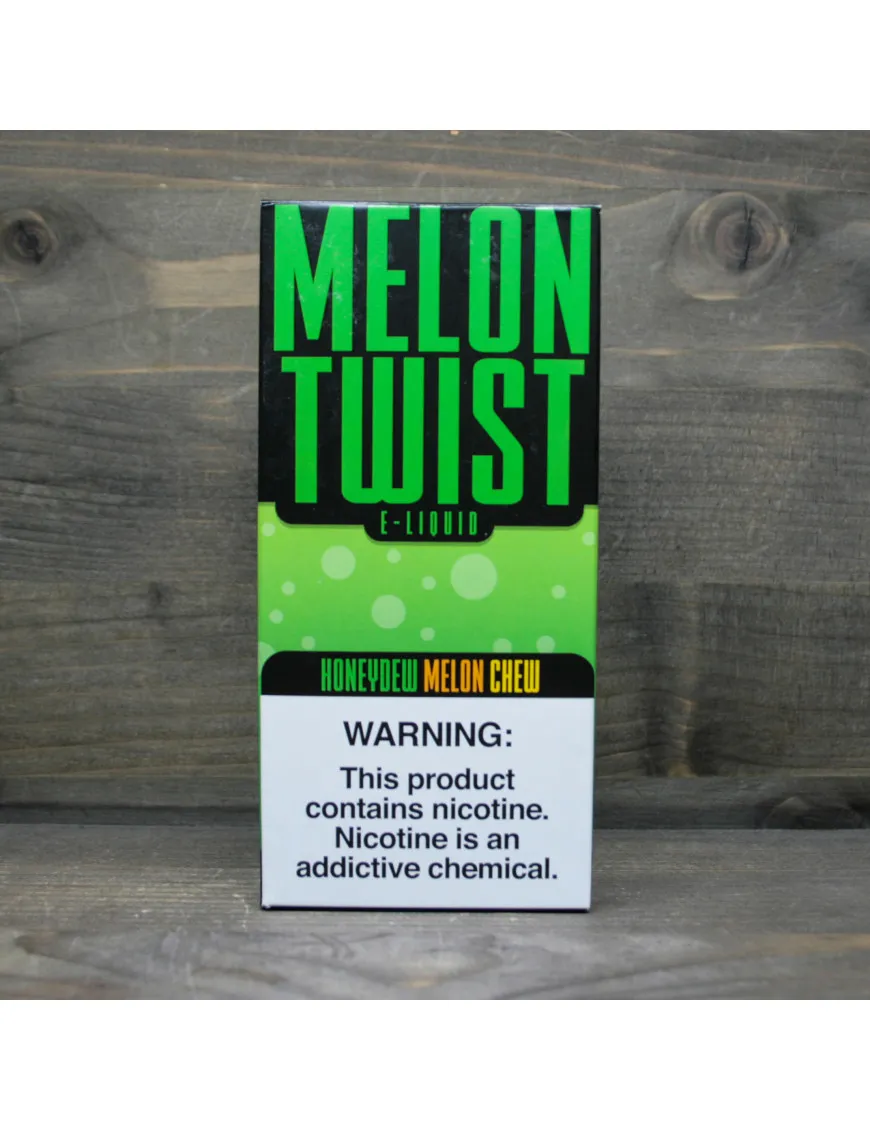 MELON
TWIST
E-LIQUID
HONEYDEW MELON CHEW
WARNING:
This product
contains nicotine.
Nicotine is an
addictive chemical.